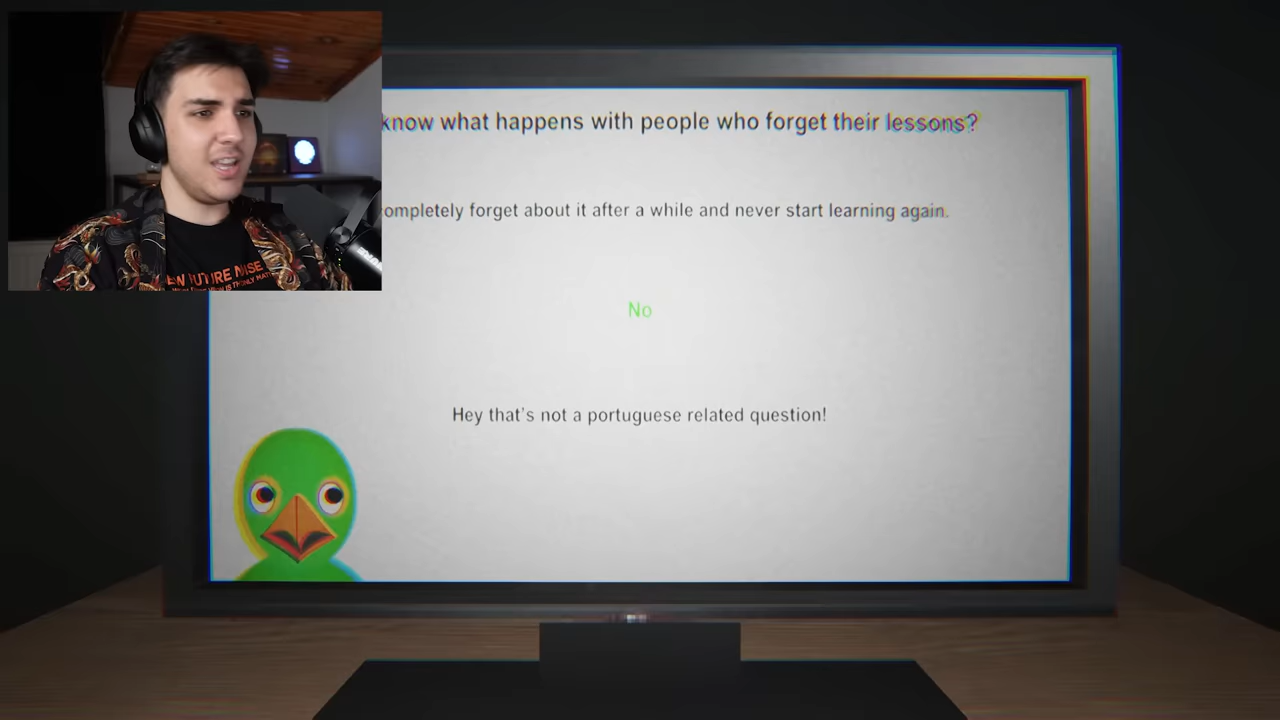 know what happens with people who forget their lessons?
completely forget about it after a while and never start learning again.
No
Hey that's not a portuguese related question!